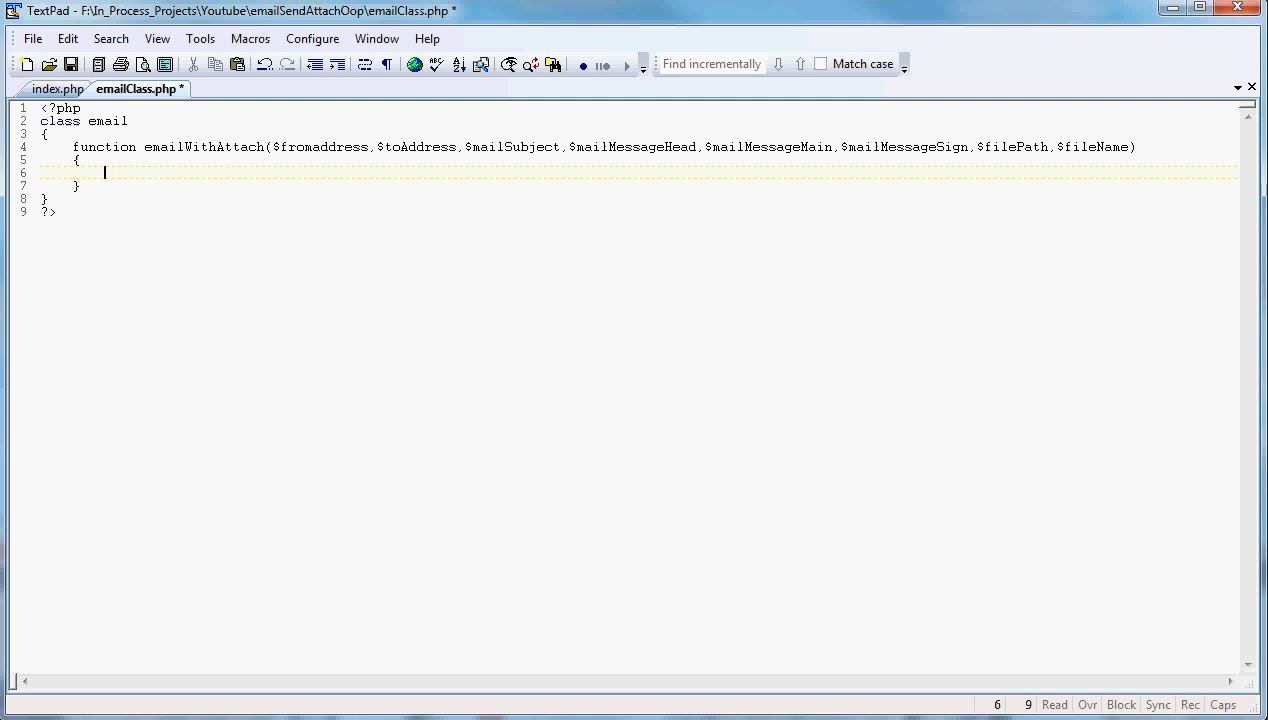 TextPad - F:\In_Process_Projects\Youtube\emailSendAttachOop\emailClass.php *
File Edit Search View Tools Macros Configure Window Help
Find incrementally Match case
index.php emailClass.php *
1 <?php
2 class email
3 {
4 function emailWithAttach($fromaddress,$toAddress,$mailSubject,$mailMessageHead,$mailMessageMain,$mailMessageSign,$filePath,$fileName)
5 {
6
7 }
8 }
9 ?>
6 9 Read Ovr Block Sync Rec Caps